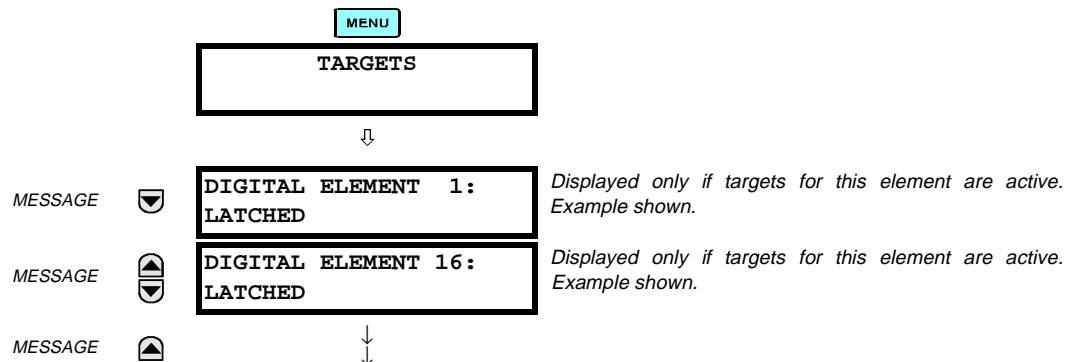 MENU
TARGETS
MESSAGE
DIGITAL ELEMENT  1:
LATCHED
Displayed only if targets for this element are active.
Example shown.
MESSAGE
DIGITAL ELEMENT 16:
LATCHED
Displayed only if targets for this element are active.
Example shown.
MESSAGE